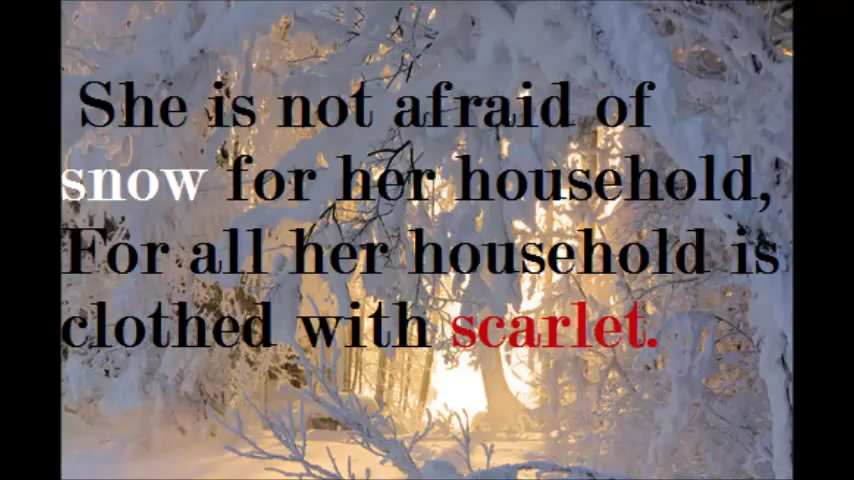 She is not afraid of
snow for her household,
For all her household is
clothed with scarlet.